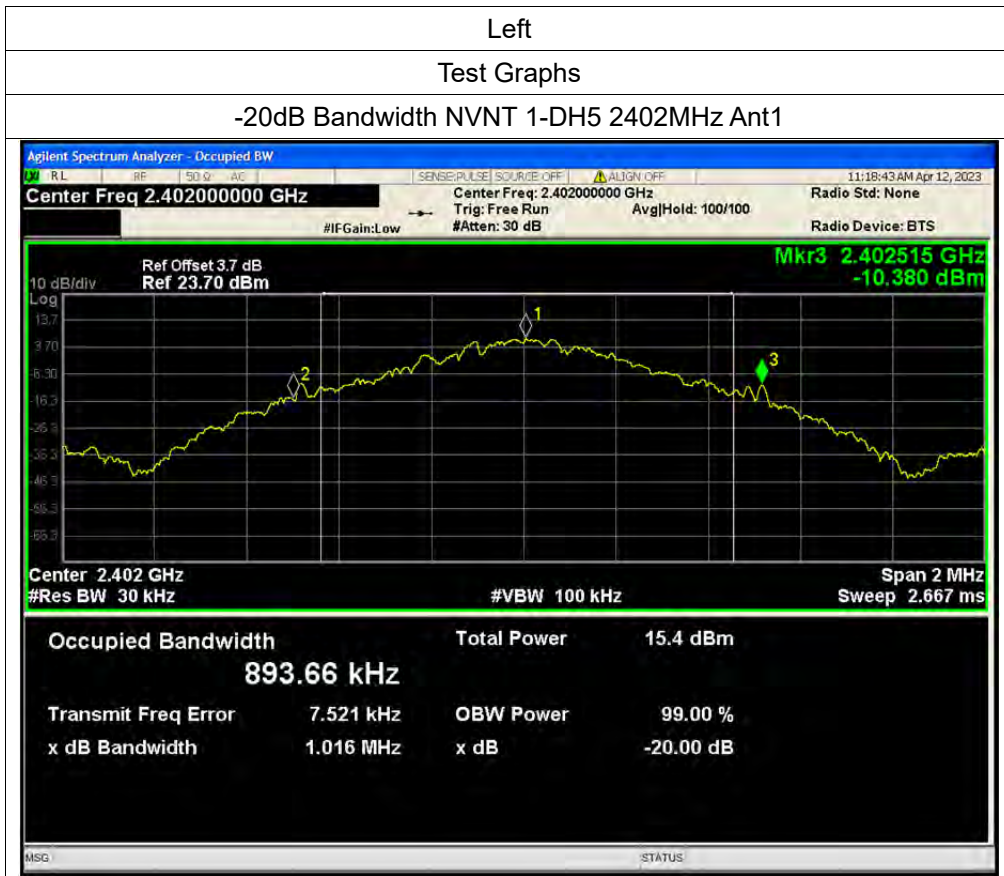 Left
Test Graphs
-20dB Bandwidth NVNT 1-DH5 2402MHz Ant1
Agilent Spectrum Analyzer - Occupied BW
LXI RL RF 50 Ω AC SENSE:PULSE SOURCE OFF ALIGN OFF 11:18:43 AM Apr 12, 2023
Center Freq 2.402000000 GHz Center Freq: 2.402000000 GHz Radio Std: None
Trig: Free Run Avg|Hold: 100/100
#IFGain:Low #Atten: 30 dB Radio Device: BTS
Mkr3 2.402515 GHz
Ref Offset 3.7 dB
10 dB/div Ref 23.70 dBm -10.380 dBm
Log
13.7
1
3.70
3
-6.30
2
-16.3
-26.3
-36.3
-46.3
-56.3
-66.3
Center 2.402 GHz Span 2 MHz
#Res BW 30 kHz #VBW 100 kHz Sweep 2.667 ms
Occupied Bandwidth Total Power 15.4 dBm
893.66 kHz
Transmit Freq Error 7.521 kHz OBW Power 99.00 %
x dB Bandwidth 1.016 MHz x dB -20.00 dB
MSG STATUS